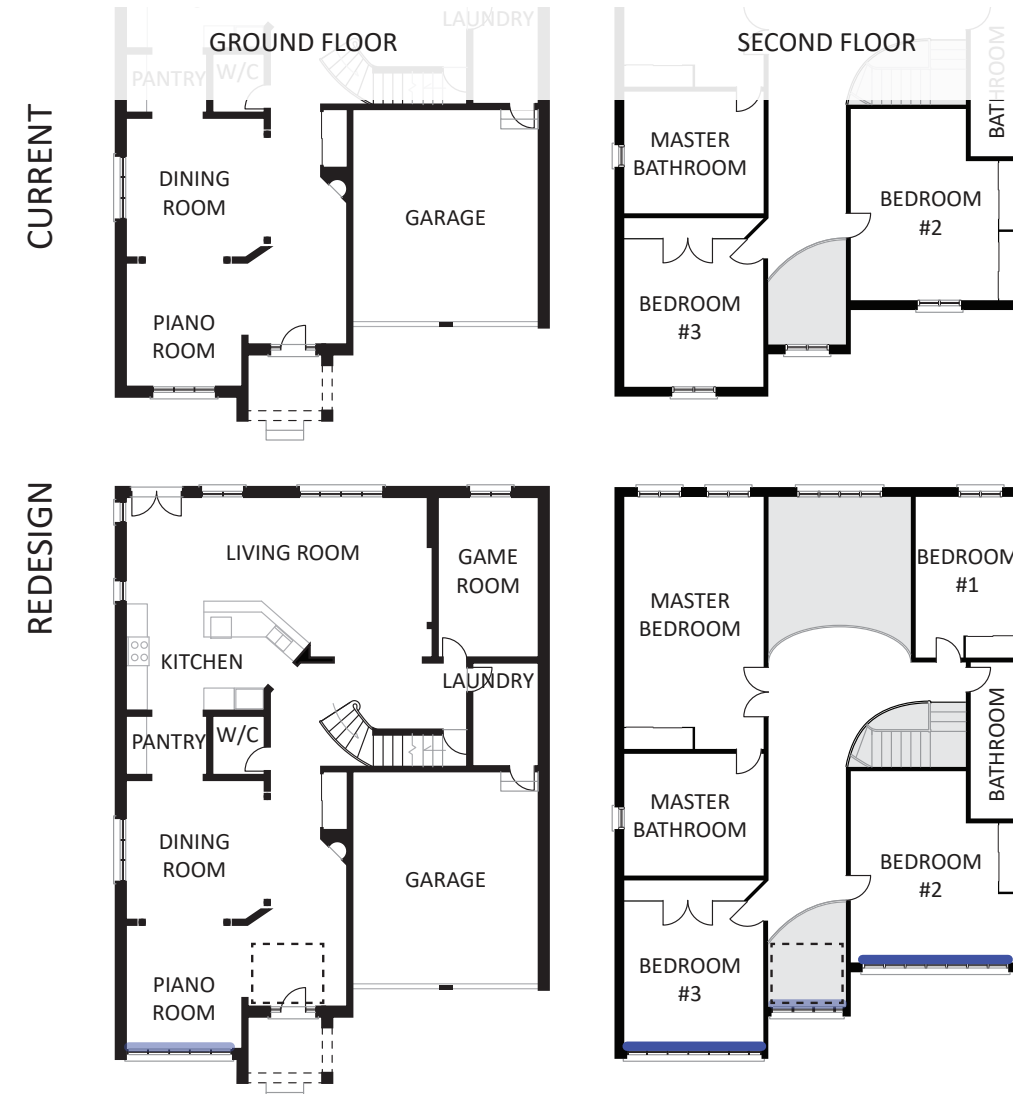 GROUND FLOOR
SECOND FLOOR
CURRENT
LAUNDRY
PANTRY
W/C
DINING
ROOM
GARAGE
PIANO
ROOM
BATHROOM
MASTER
BATHROOM
BEDROOM
#2
BEDROOM
#3
REDESIGN
LIVING ROOM
GAME
ROOM
KITCHEN
LAUNDRY
PANTRY
W/C
DINING
ROOM
GARAGE
PIANO
ROOM
BEDROOM
#1
MASTER
BEDROOM
BATHROOM
MASTER
BATHROOM
BEDROOM
#2
BEDROOM
#3